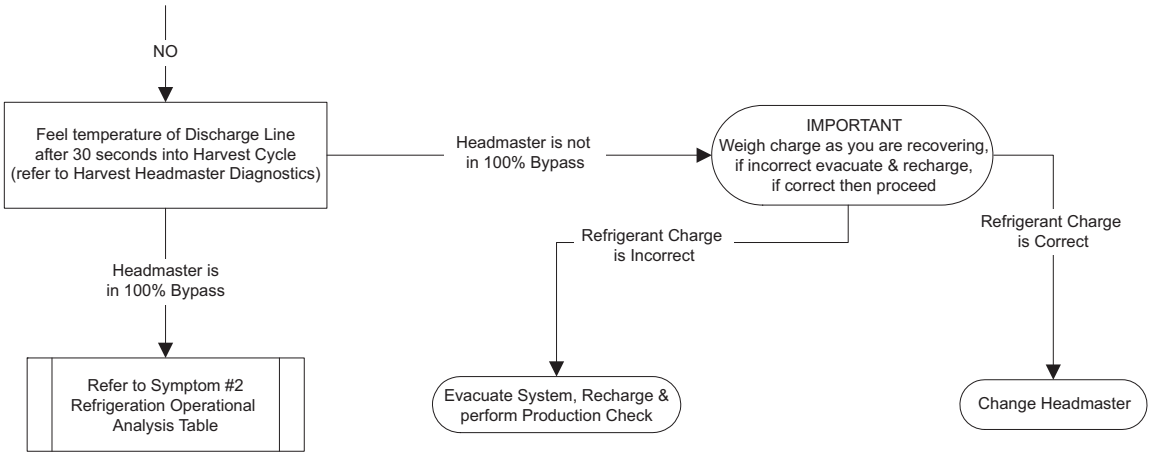 NO
Feel temperature of Discharge Line
after 30 seconds into Harvest Cycle
(refer to Harvest Headmaster Diagnostics)
Headmaster is not
in 100% Bypass
IMPORTANT
Weigh charge as you are recovering,
if incorrect evacuate & recharge,
if correct then proceed
Refrigerant Charge
is Incorrect
Refrigerant Charge
is Correct
Headmaster is
in 100% Bypass
Refer to Symptom #2
Refrigeration Operational
Analysis Table
Evacuate System, Recharge &
perform Production Check
Change Headmaster